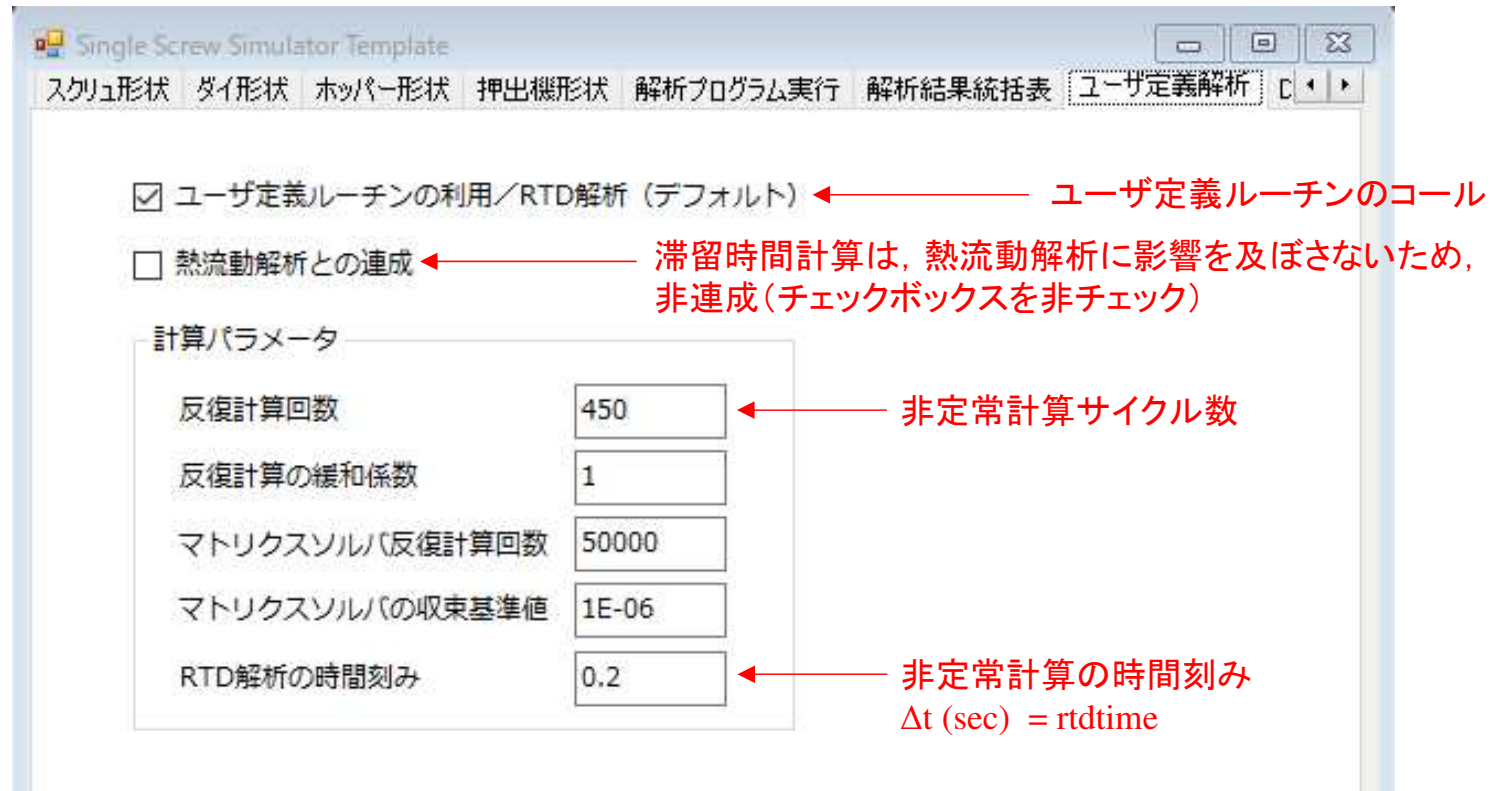 Single Screw Simulator Template
スクリュ形状 ダイ形状 ホッパー形状 押出機形状 解析プログラム実行 解析結果統括表 ユーザ定義解析
ユーザ定義ルーチンの利用／RTD解析（デフォルト） ユーザ定義ルーチンのコール
熱流動解析との連成 滞留時間計算は，熱流動解析に影響を及ぼさないため，
非連成（チェックボックスを非チェック）
計算パラメータ
反復計算回数 450 非定常計算サイクル数
反復計算の緩和係数 1
マトリクスソルバ反復計算回数 50000
マトリクスソルバの収束基準値 1E-06
RTD解析の時間刻み 0.2 非定常計算の時間刻み
Δt (sec) = rtdtime